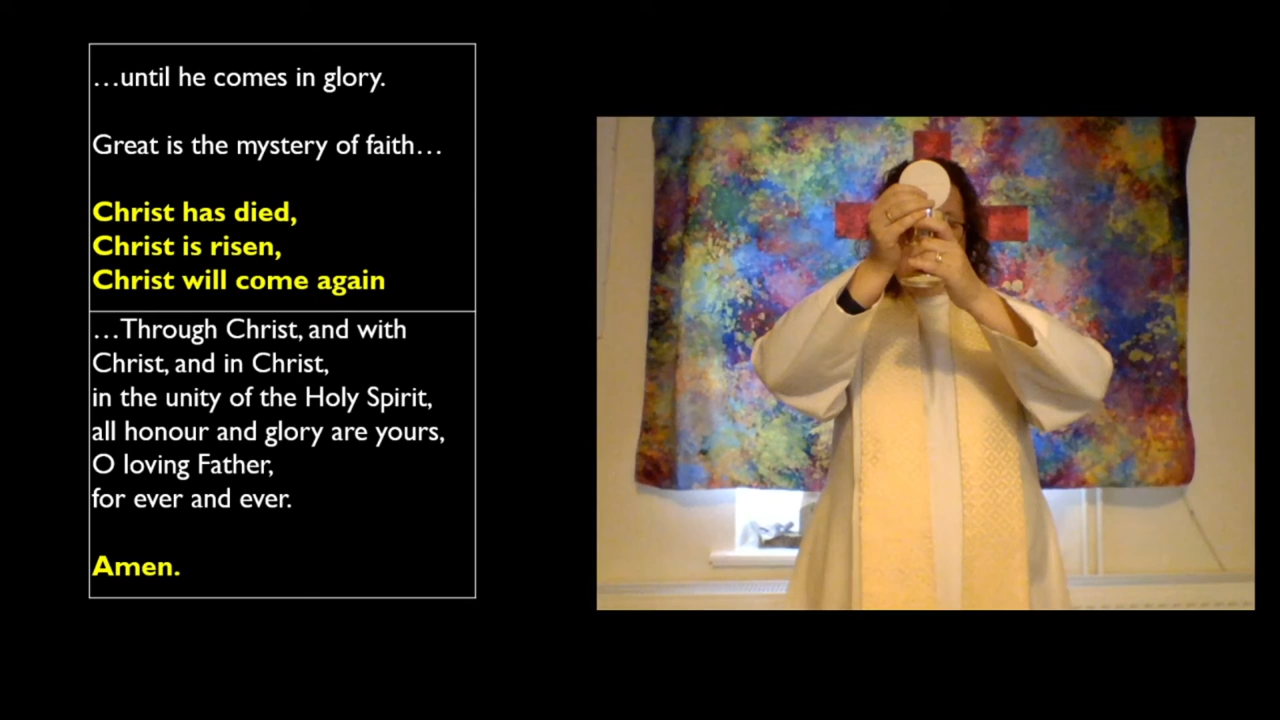 …until he comes in glory.
Great is the mystery of faith…
Christ has died,
Christ is risen,
Christ will come again
…Through Christ, and with
Christ, and in Christ,
in the unity of the Holy Spirit,
all honour and glory are yours,
O loving Father,
for ever and ever.
Amen.